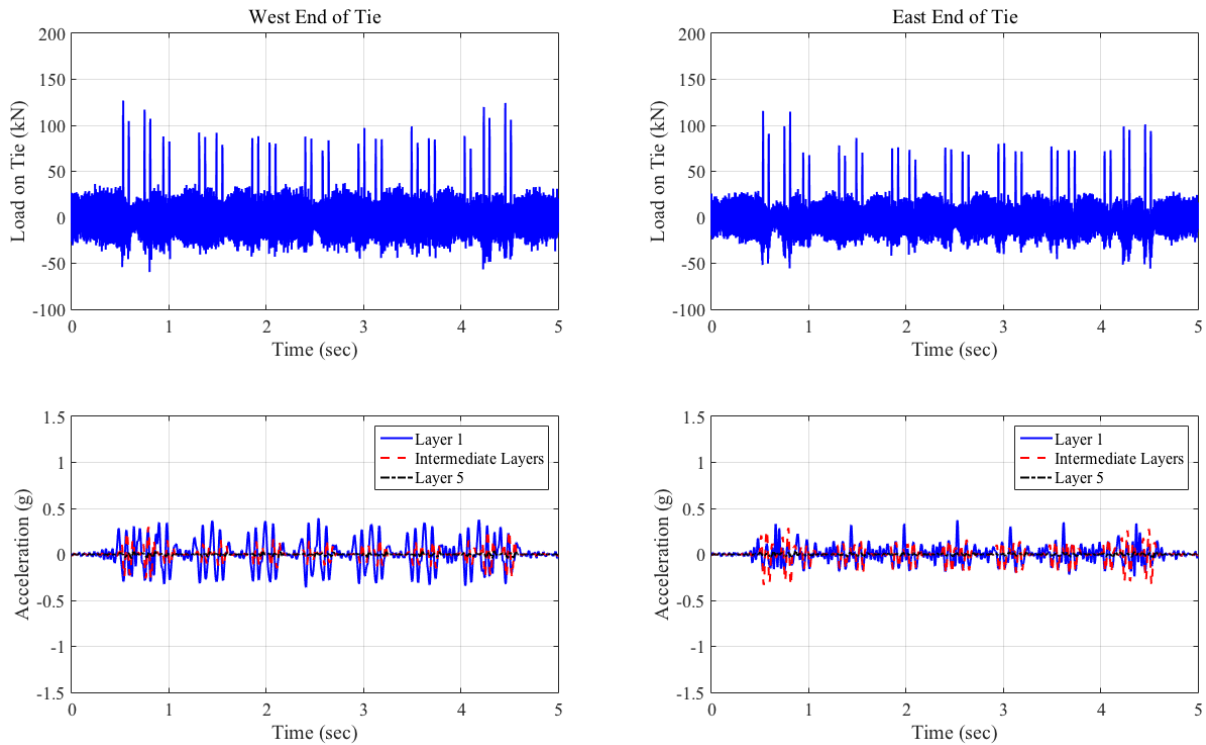 West End of Tie
200
150
100
50
0
-50
-100
Load on Tie (kN)
0 1 2 3 4 5
Time (sec)
East End of Tie
200
150
100
50
0
-50
-100
Load on Tie (kN)
0 1 2 3 4 5
Time (sec)
1.5
1
0.5
0
-0.5
-1
-1.5
Acceleration (g)
Layer 1
Intermediate Layers
Layer 5
0 1 2 3 4 5
Time (sec)
1.5
1
0.5
0
-0.5
-1
-1.5
Acceleration (g)
Layer 1
Intermediate Layers
Layer 5
0 1 2 3 4 5
Time (sec)